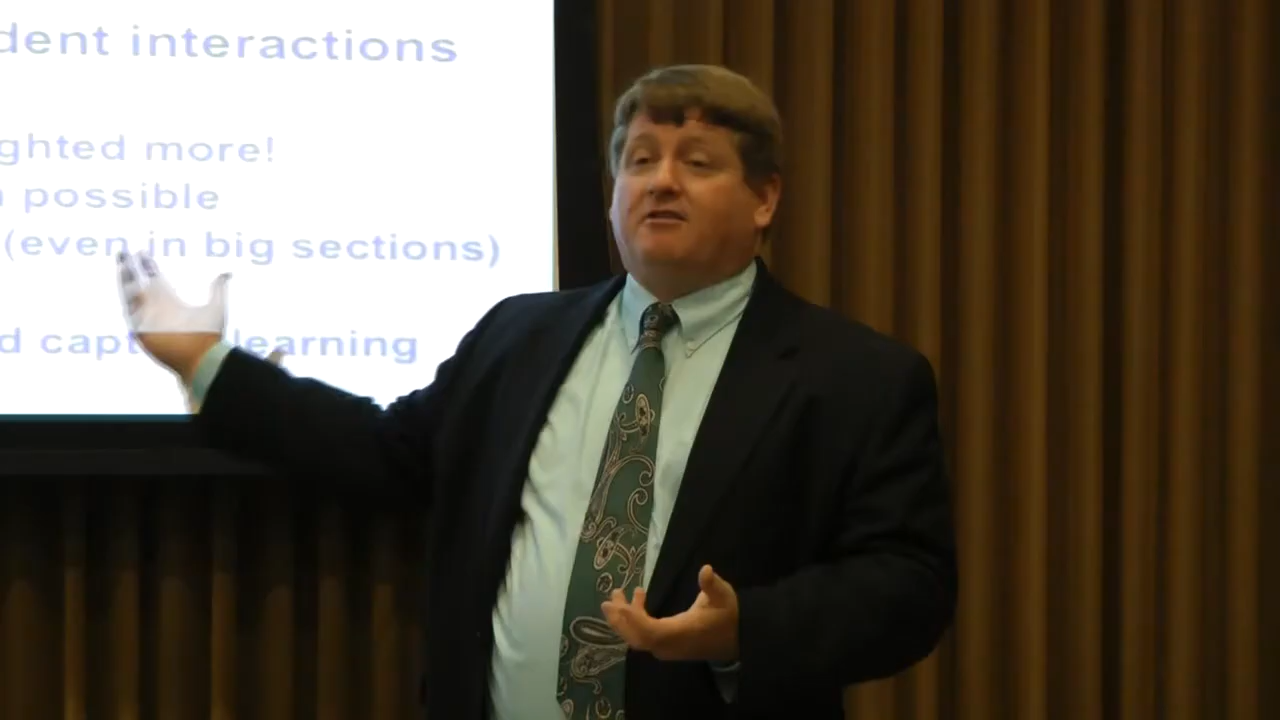 dent interactions
ghted more!
n possible
(even in big sections)
d capt learning